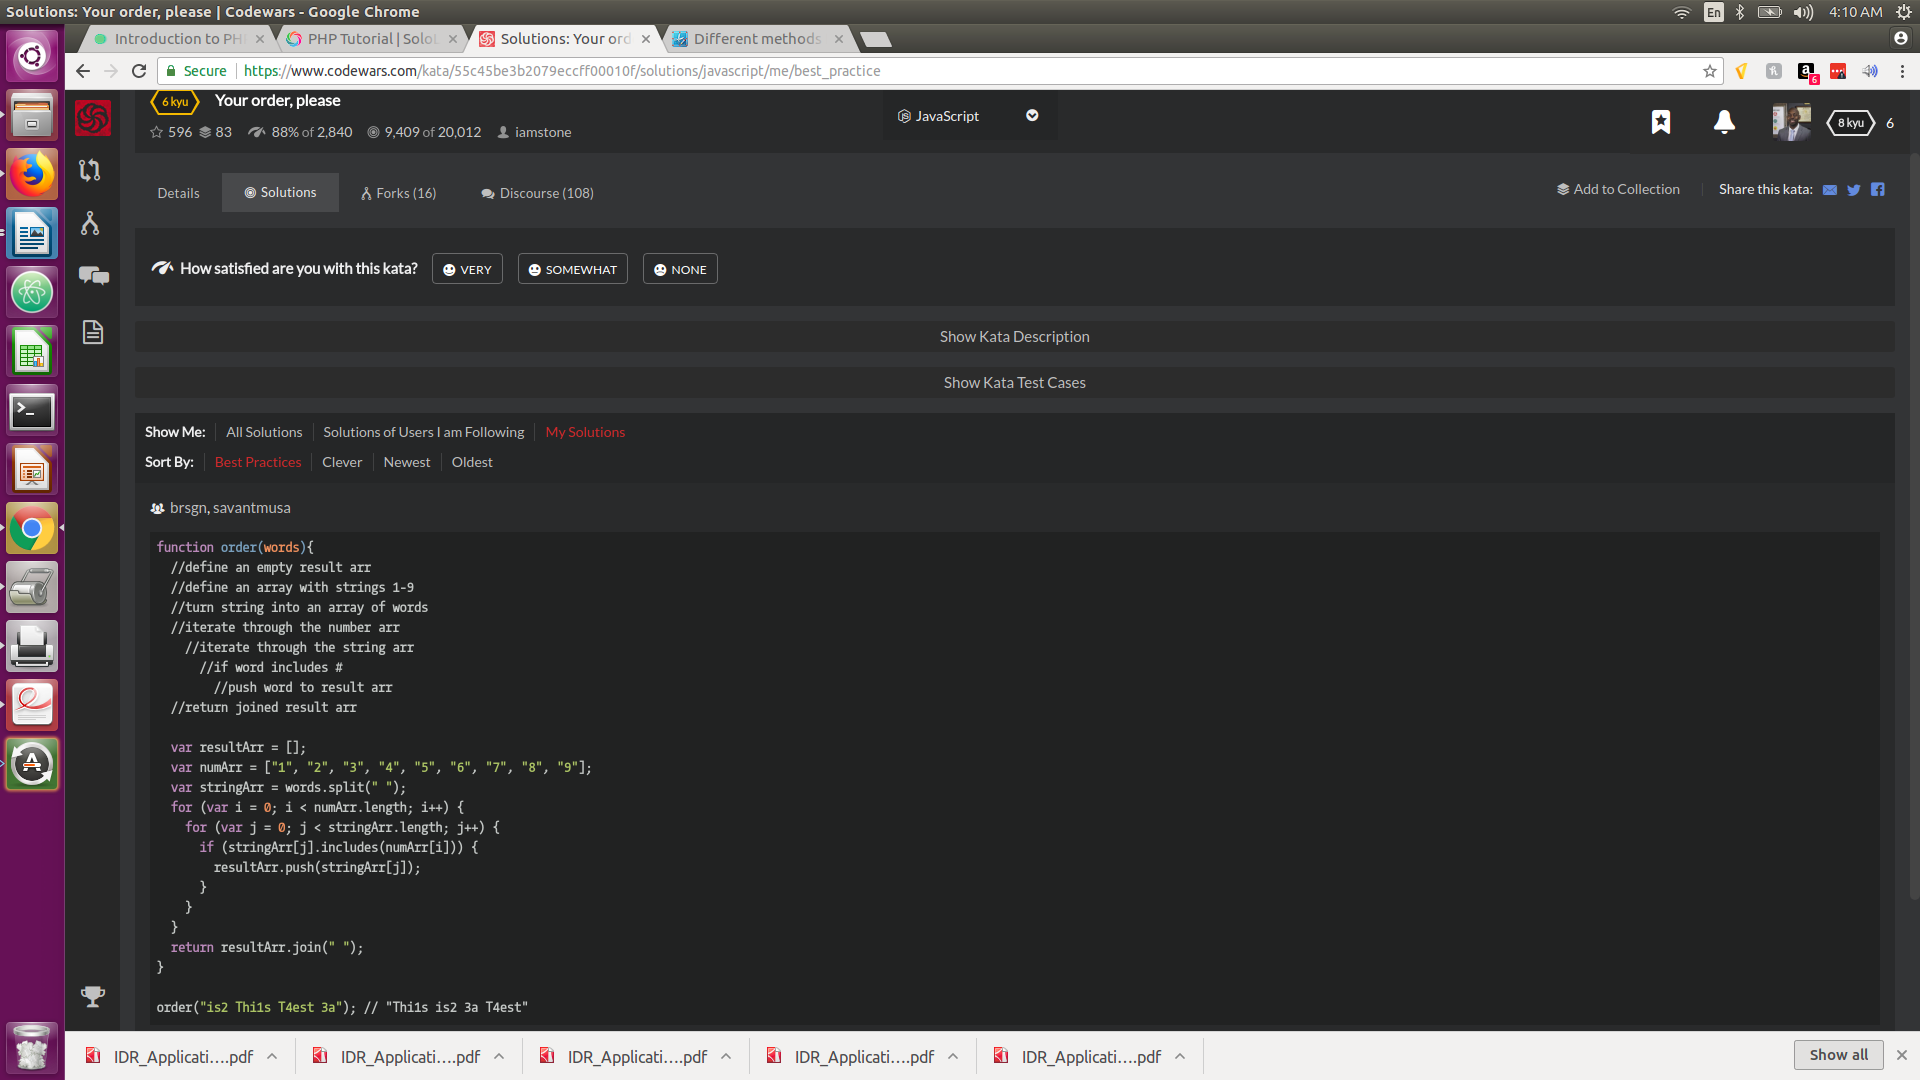 Solutions: Your order, please | Codewars - Google Chrome
En
4:10 AM
Introduction to PH
PHP Tutorial | SoloL
Solutions: Your ord
Different methods
Secure
https://www.codewars.com/kata/55c45be3b2079eccff00010f/solutions/javascript/me/best_practice
6
6 kyu
Your order, please
596
83
88% of 2,840
9,409 of 20,012
iamstone
JavaScript
8 kyu
6
Details
Solutions
Forks (16)
Discourse (108)
Add to Collection
Share this kata:
How satisfied are you with this kata?
VERY
SOMEWHAT
NONE
Show Kata Description
Show Kata Test Cases
Show Me: All Solutions Solutions of Users I am Following My Solutions
Sort By: Best Practices Clever Newest Oldest
brsgn, savantmusa
function order(words){
//define an empty result arr
//define an array with strings 1-9
//turn string into an array of words
//iterate through the number arr
//iterate through the string arr
//if word includes #
//push word to result arr
//return joined result arr
var resultArr = [];
var numArr = ["1", "2", "3", "4", "5", "6", "7", "8", "9"];
var stringArr = words.split(" ");
for (var i = 0; i < numArr.length; i++) {
for (var j = 0; j < stringArr.length; j++) {
if (stringArr[j].includes(numArr[i])) {
resultArr.push(stringArr[j]);
}
}
}
return resultArr.join(" ");
}
order("is2 Thi1s T4est 3a"); // "Thi1s is2 3a T4est"
IDR_Applicati....pdf
IDR_Applicati....pdf
IDR_Applicati....pdf
IDR_Applicati....pdf
IDR_Applicati....pdf
Show all